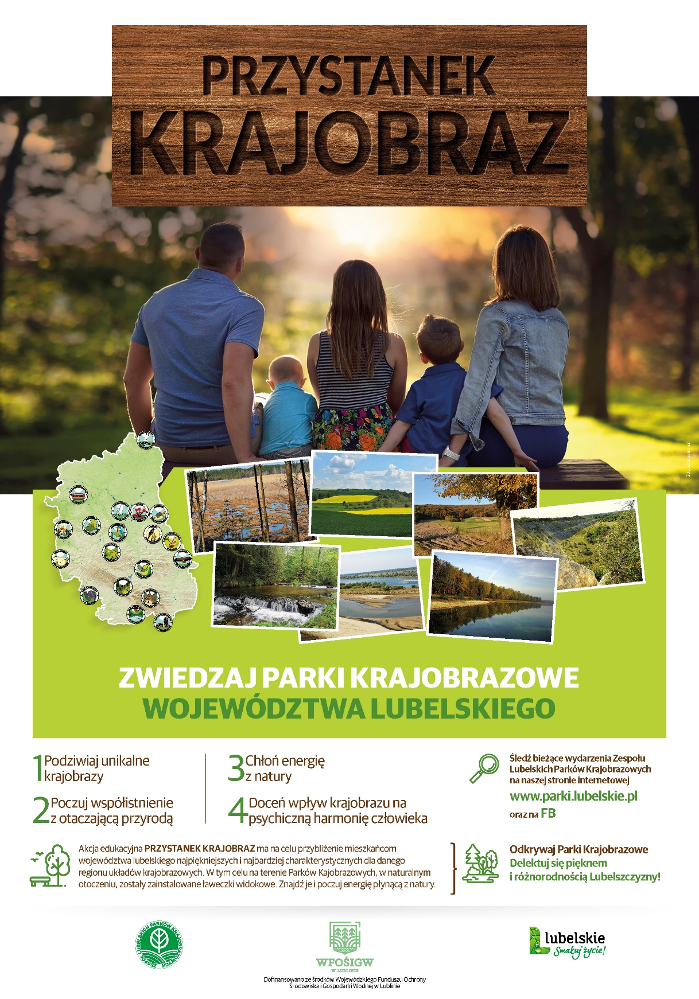 PRZYSTANEK
KRAJOBRAZ
ZWIEDZAJ PARKI KRAJOBRAZOWE
WOJEWÓDZTWA LUBELSKIEGO
1 Podziwiaj unikalne
krajobrazy
2 Poczuj współistnienie
z otaczającą przyrodą
3 Chłoń energię
z natury
4 Doceń wpływ krajobrazu na
psychiczną harmonię człowieka
Śledź bieżące wydarzenia Zespołu
Lubelskich Parków Krajobrazowych
na naszej stronie internetowej
www.parki.lubelskie.pl
oraz na FB
Akcja edukacyjna PRZYSTANEK KRAJOBRAZ ma na celu przybliżenie mieszkańcom
województwa lubelskiego najpiękniejszych i najbardziej charakterystycznych dla danego
regionu układów krajobrazowych. W tym celu na terenie Parków Kajobrazowych, w naturalnym
otoczeniu, zostały zainstalowane ławeczki widokowe. Znajdź je i poczuj energię płynącą z natury.
Odkrywaj Parki Krajobrazowe
Delektuj się pięknem
i różnorodnością Lubelszczyzny!
ZESPÓŁ LUBELSKICH PARKÓW KRAJOBRAZOWYCH
WFOŚIGW
W LUBLINIE
Dofinansowano ze środków Wojewódzkiego Funduszu Ochrony
Środowiska i Gospodarki Wodnej w Lublinie
lubelskie
Smakuj życie!